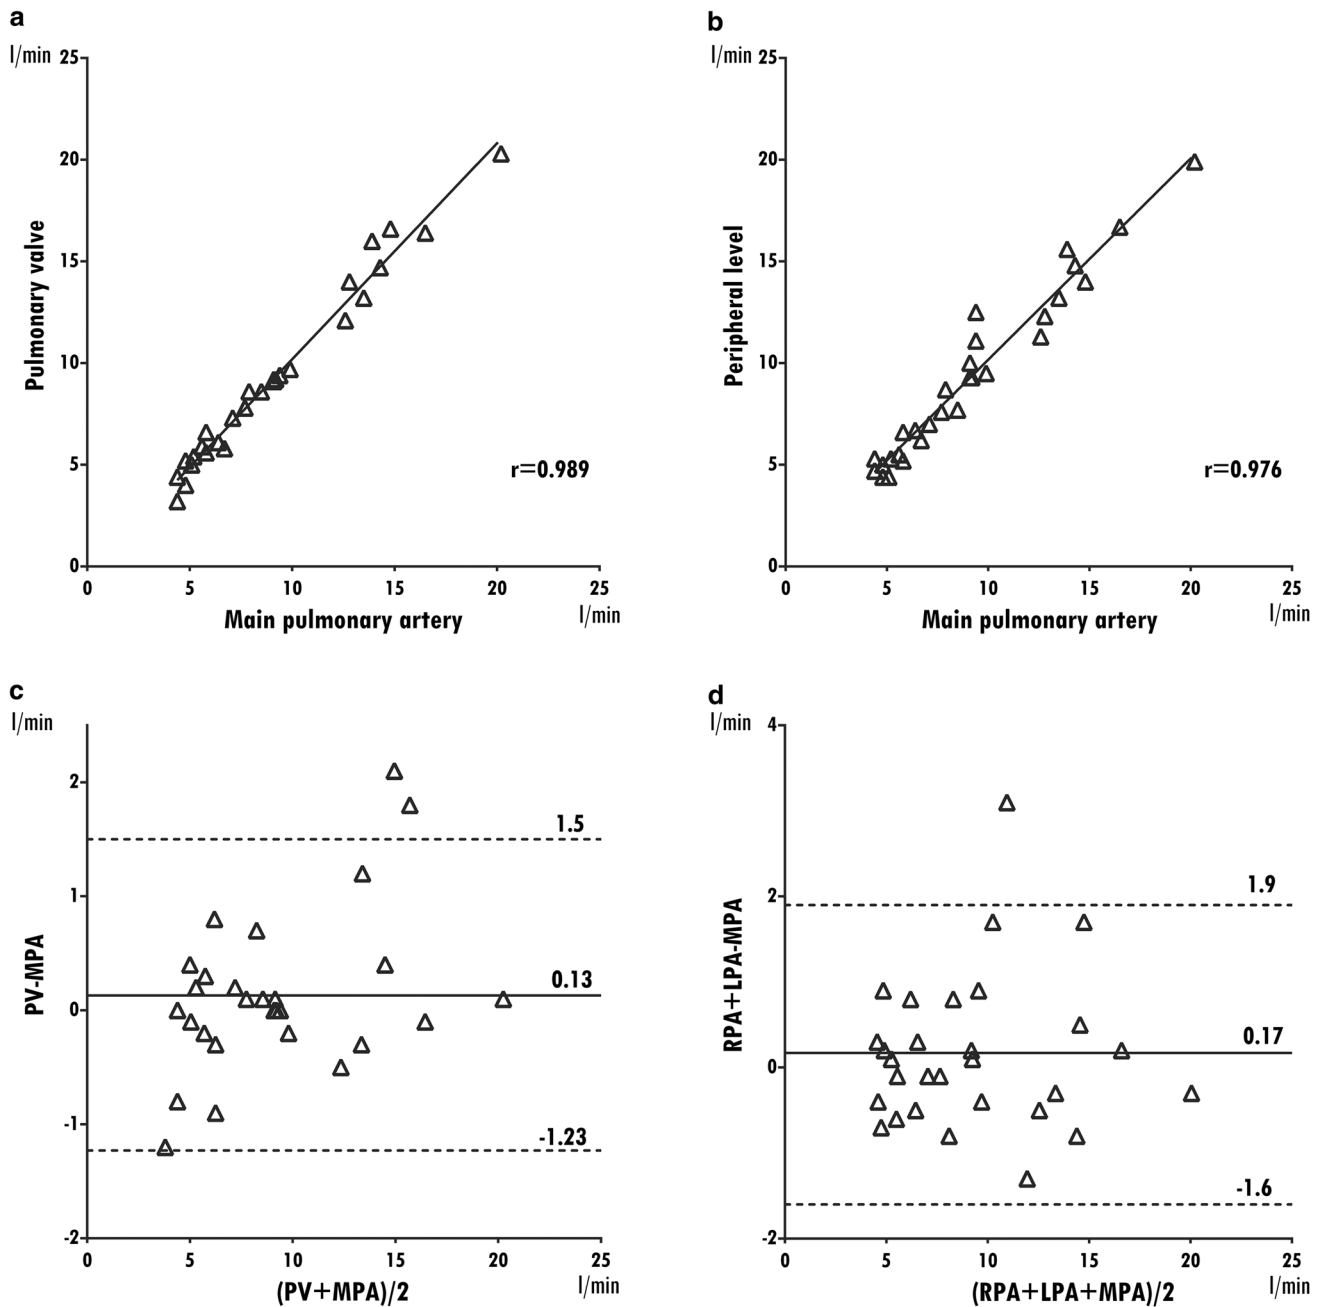 a
l/min
25
20
15
10
5
0
Pulmonary valve
r=0.989
0 5 10 15 20 25
Main pulmonary artery
l/min
b
l/min
25
20
15
10
5
0
Peripheral level
r=0.976
0 5 10 15 20 25
Main pulmonary artery
l/min
c
l/min
2
1
0
-1
-2
PV-MPA
1.5
0.13
-1.23
0 5 10 15 20 25
(PV+MPA)/2
l/min
d
l/min
4
2
0
-2
RPA+LPA-MPA
1.9
0.17
-1.6
0 5 10 15 20 25
(RPA+LPA+MPA)/2
l/min